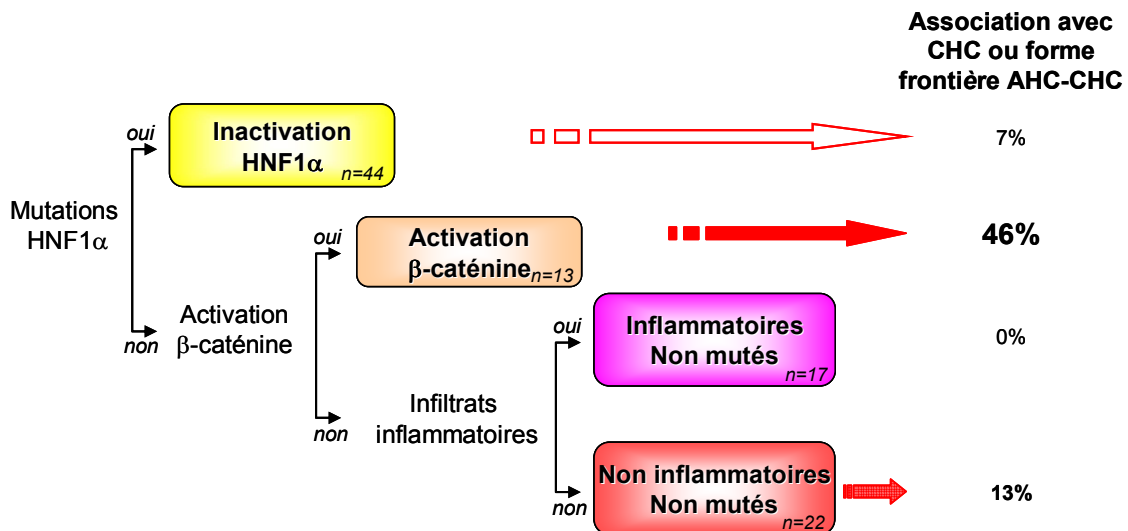 Association avec
CHC ou forme
frontière AHC-CHC
oui
Inactivation
HNF1α
n=44
7%
Mutations
HNF1α
oui
Activation
β-caténine
n=13
46%
non
Activation
β-caténine
oui
Inflammatoires
Non mutés
n=17
0%
non
Infiltrats
inflammatoires
non
Non inflammatoires
Non mutés
n=22
13%